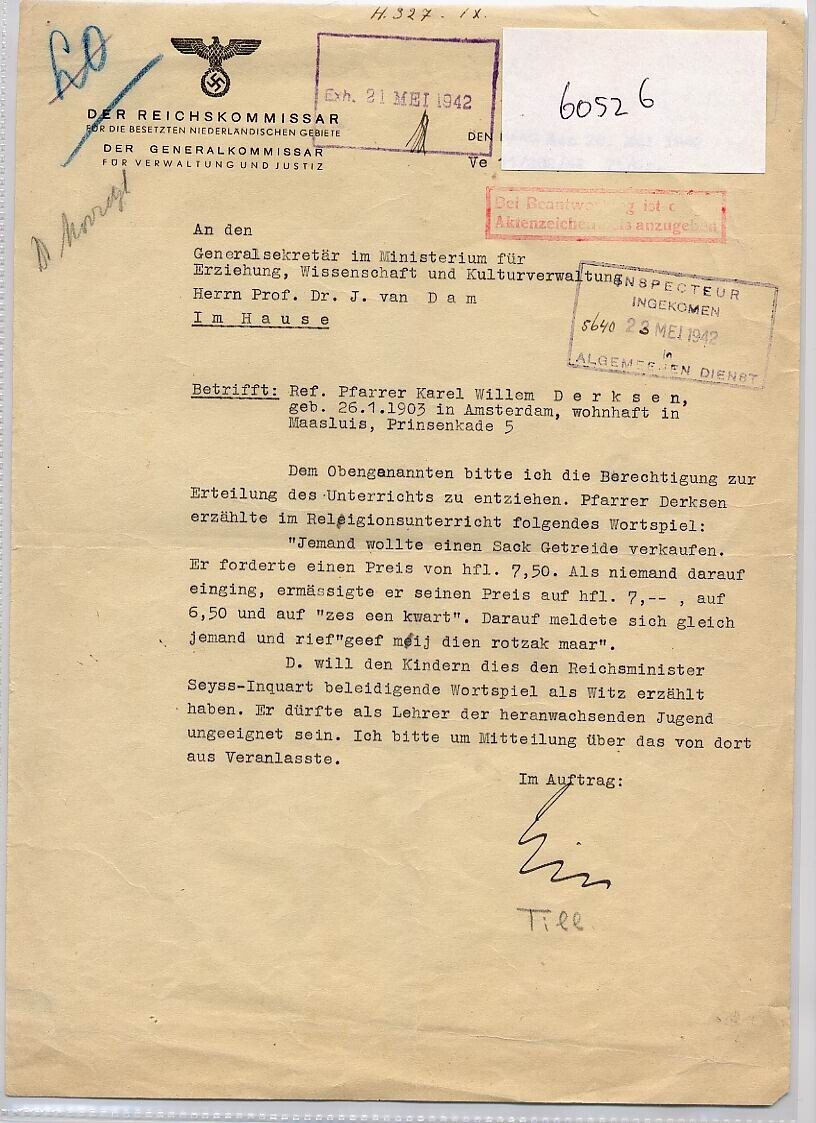 H. 327. IX.
60526
Exh. 21 MEI 1942
DER REICHSKOMMISSAR
FÜR DIE BESETZTEN NIEDERLÄNDISCHEN GEBIETE
DER GENERALKOMMISSAR
FÜR VERWALTUNG UND JUSTIZ
DEN
Ve
Bei Beantwo ung ist
Aktenzeichen anzugeben
An den
Generalsekretär im Ministerium für
Erziehung, Wissenschaft und Kulturverwaltung
Herrn Prof. Dr. J. van D a m
I m H a u s e
INSPECTEUR
INGEKOMEN
5640 23 MEI 1942
in
ALGEMEENEN DIENST
Betrifft: Ref. Pfarrer Karel Willem D e r k s e n,
geb. 26.1.1903 in Amsterdam, wohnhaft in
Maasluis, Prinsenkade 5
Dem Obengenannten bitte ich die Berechtigung zur
Erteilung des Unterrichts zu entziehen. Pfarrer Derksen
erzählte im Releigionsunterricht folgendes Wortspiel:
"Jemand wollte einen Sack Getreide verkaufen.
Er forderte einen Preis von hfl. 7,50. Als niemand darauf
einging, ermässigte er seinen Preis auf hfl. 7,-- , auf
6,50 und auf "zes een kwart". Darauf meldete sich gleich
jemand und rief"geef mij dien rotzak maar".
D. will den Kindern dies den Reichsminister
Seyss-Inquart beleidigende Wortspiel als Witz erzählt
haben. Er dürfte als Lehrer der heranwachsenden Jugend
ungeeignet sein. Ich bitte um Mitteilung über das von dort
aus Veranlasste.
Im Auftrag:
Till